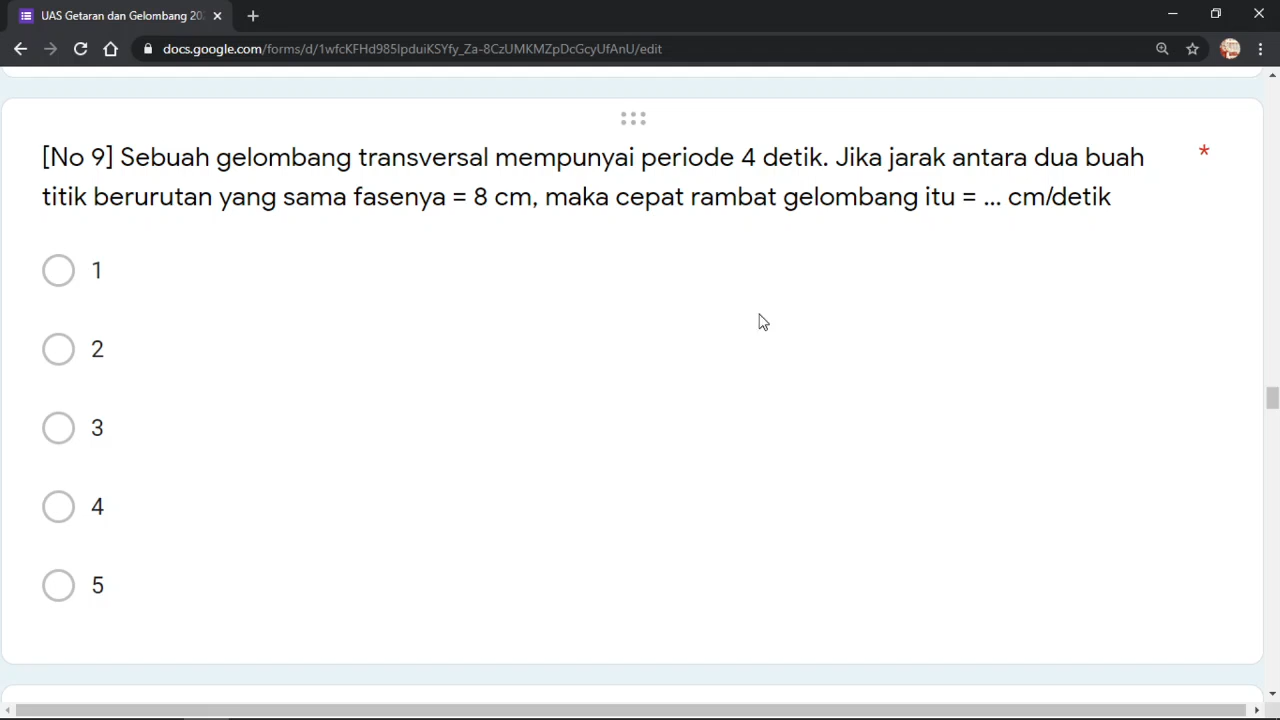 UAS Getaran dan Gelombang 20
docs.google.com/forms/d/1wfcKFHd985lpduiKSYfy_Za-8CzUMKMZpDcGcyUfAnU/edit
[No 9] Sebuah gelombang transversal mempunyai periode 4 detik. Jika jarak antara dua buah *
titik berurutan yang sama fasenya = 8 cm, maka cepat rambat gelombang itu = ... cm/detik
1
2
3
4
5